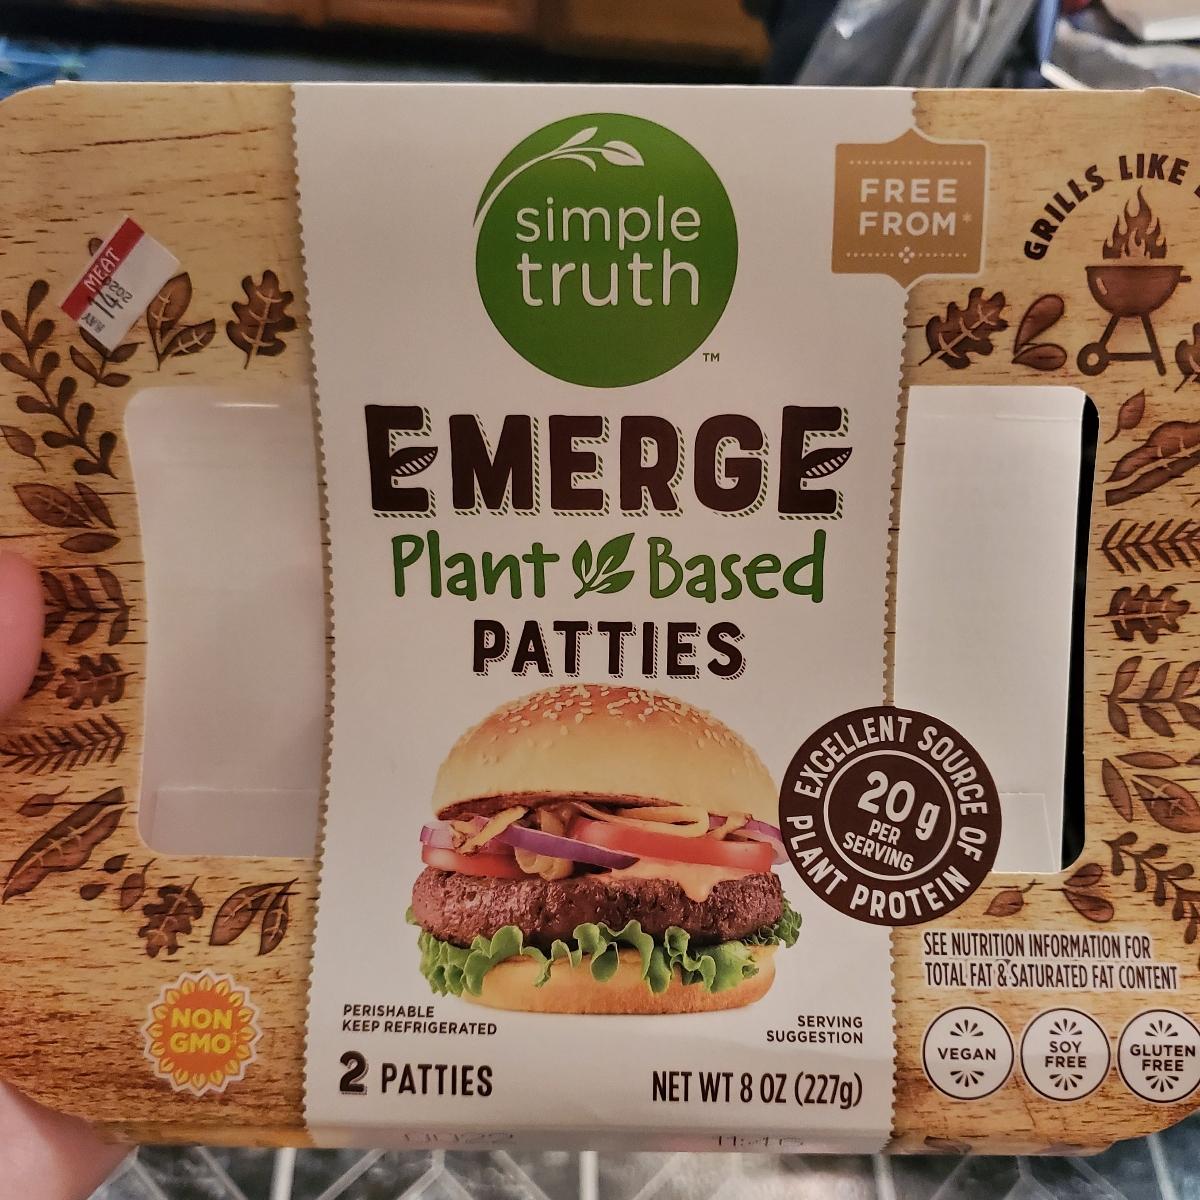 simple
truth
™
FREE
FROM*
GRILLS LIKE
MEAT
14
EMERGE
Plant Based
PATTIES
EXCELLENT SOURCE OF
PLANT PROTEIN
20g
PER
SERVING
SEE NUTRITION INFORMATION FOR
TOTAL FAT & SATURATED FAT CONTENT
NON
GMO
PERISHABLE
KEEP REFRIGERATED
SERVING
SUGGESTION
2 PATTIES
NET WT 8 OZ (227g)
VEGAN
SOY
FREE
GLUTEN
FREE